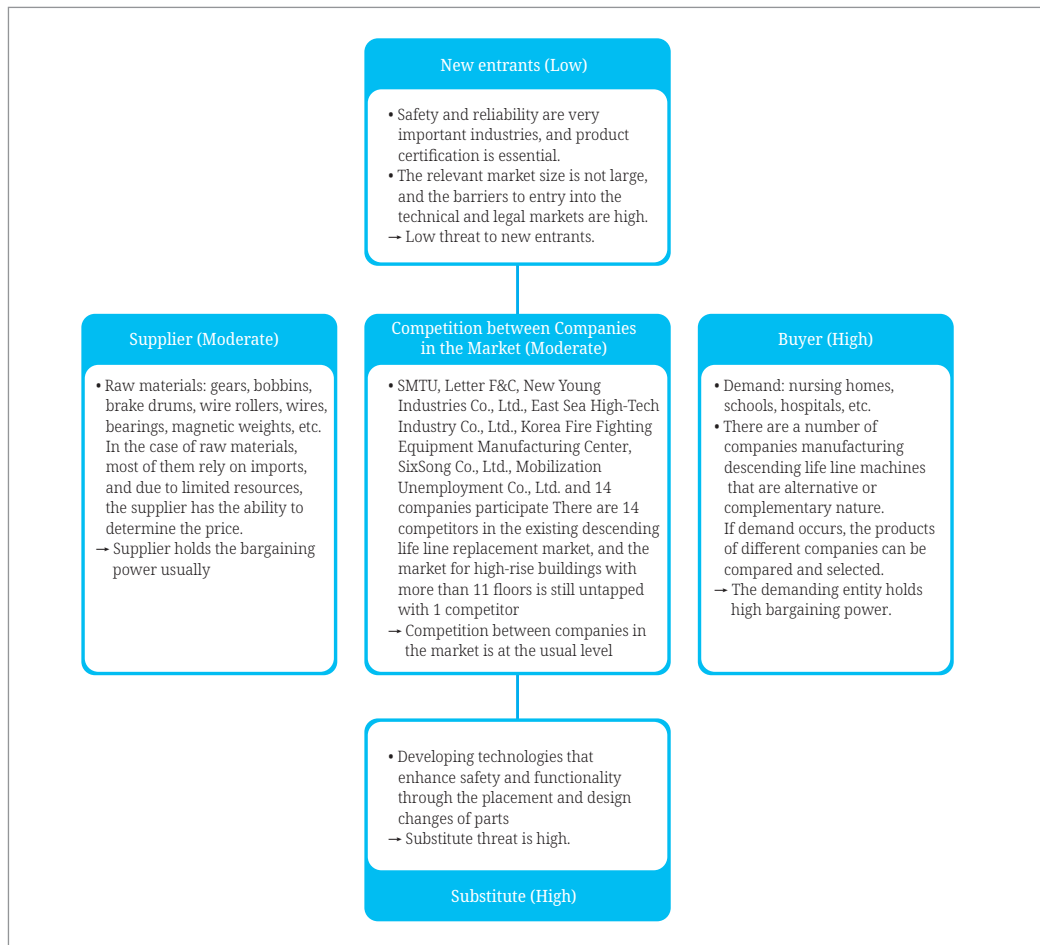 New entrants (Low)
• Safety and reliability are very
important industries, and product
certification is essential.
• The relevant market size is not large,
and the barriers to entry into the
technical and legal markets are high.
→ Low threat to new entrants.
Supplier (Moderate)
• Raw materials: gears, bobbins,
brake drums, wire rollers, wires,
bearings, magnetic weights, etc.
In the case of raw materials,
most of them rely on imports,
and due to limited resources,
the supplier has the ability to
determine the price.
→ Supplier holds the bargaining
power usually
Competition between Companies
in the Market (Moderate)
• SMTU, Letter F&C, New Young
Industries Co., Ltd., East Sea High-Tech
Industry Co., Ltd., Korea Fire Fighting
Equipment Manufacturing Center,
SixSong Co., Ltd., Mobilization
Unemployment Co., Ltd. and 14
companies participate There are 14
competitors in the existing descending
life line replacement market, and the
market for high-rise buildings with
more than 11 floors is still untapped
with 1 competitor
→ Competition between companies in
the market is at the usual level
Buyer (High)
• Demand: nursing homes,
schools, hospitals, etc.
• There are a number of
companies manufacturing
descending life line machines
that are alternative or
complementary nature.
If demand occurs, the products
of different companies can be
compared and selected.
→ The demanding entity holds
high bargaining power.
• Developing technologies that
enhance safety and functionality
through the placement and design
changes of parts
→ Substitute threat is high.
Substitute (High)